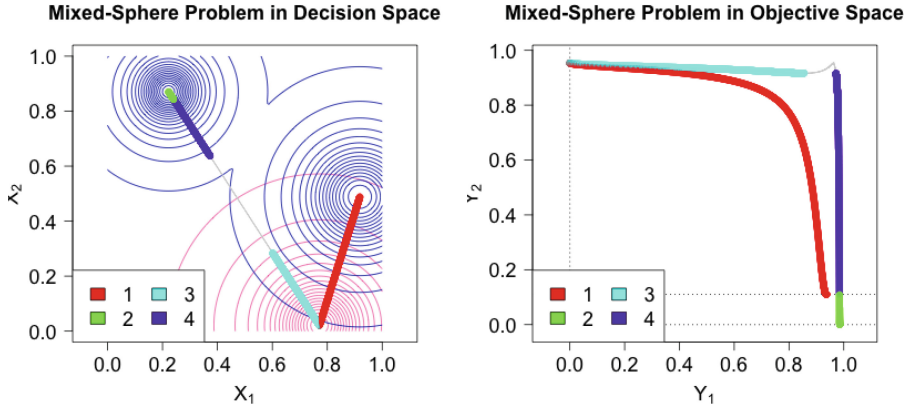 Mixed-Sphere Problem in Decision Space
1.0
0.8
0.6
0.4
0.2
0.0
X2
1 3
2 4
0.0 0.2 0.4 0.6 0.8 1.0
X1
Mixed-Sphere Problem in Objective Space
1.0
0.8
0.6
0.4
0.2
0.0
Y2
1 3
2 4
0.0 0.2 0.4 0.6 0.8 1.0
Y1